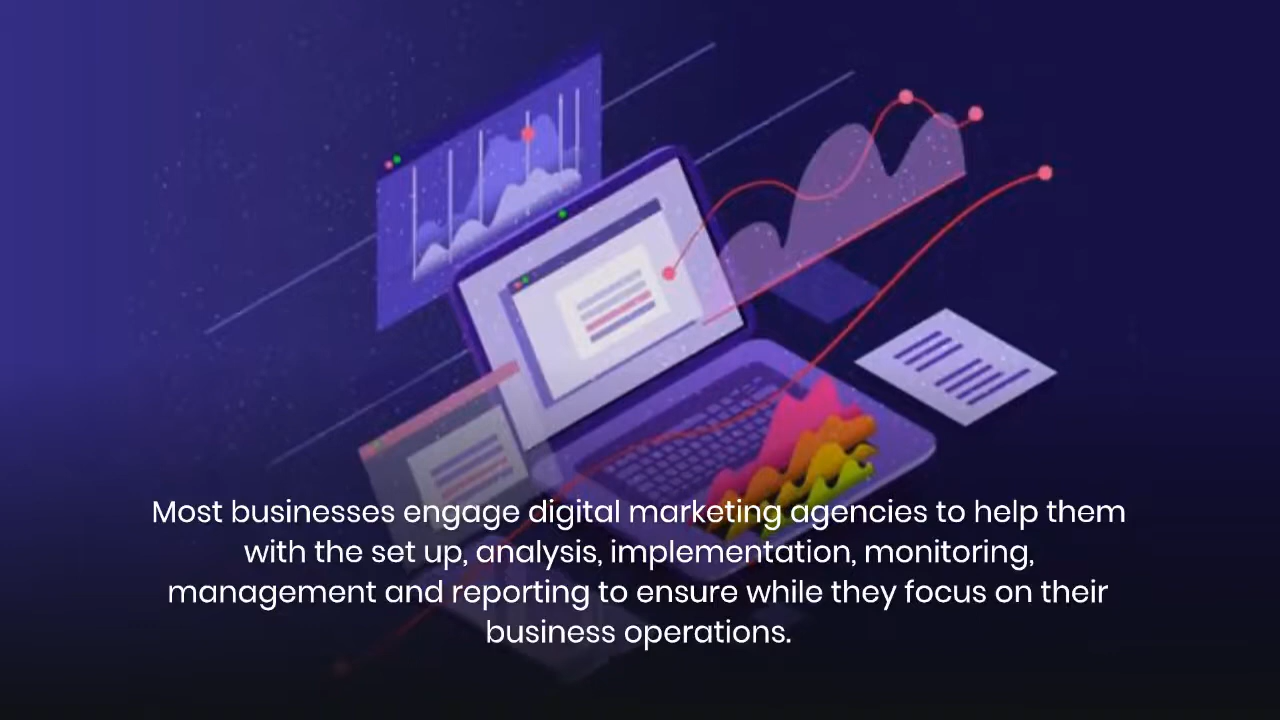 Most businesses engage digital marketing agencies to help them
with the set up, analysis, implementation, monitoring,
management and reporting to ensure while they focus on their
business operations.